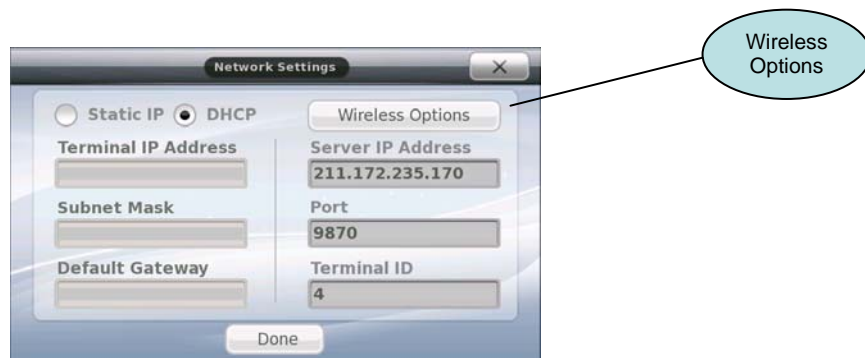 Network Settings
Static IP DHCP
Wireless Options
Terminal IP Address
Subnet Mask
Default Gateway
Server IP Address
211.172.235.170
Port
9870
Terminal ID
4
Done
Wireless
Options